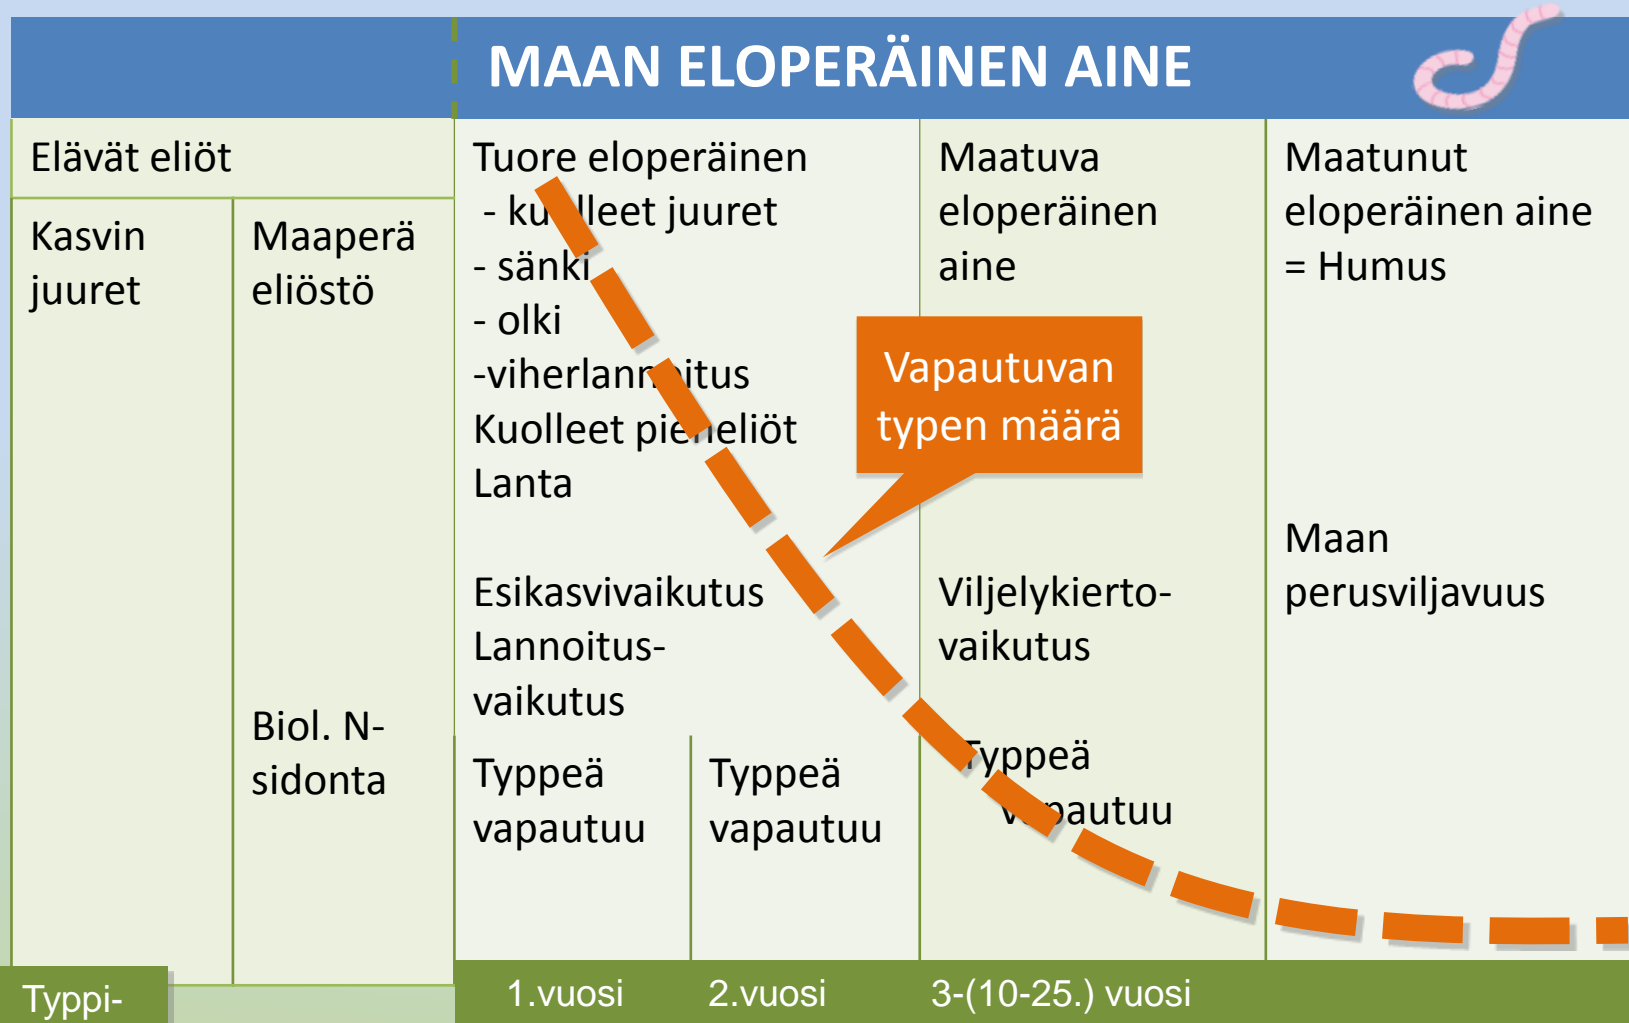 MAAN ELOPERÄINEN AINE
Elävät eliöt
Kasvin
juuret
Maaperä
eliöstö
Biol. N-
sidonta
Tuore eloperäinen
- kuolleet juuret
- sänki
- olki
-viherlannoitus
Kuolleet pieneliöt
Lanta
Esikasvivaikutus
Lannoitus-
vaikutus
Typpeä
vapautuu
Typpeä
vapautuu
Maatuva
eloperäinen
aine
Vapautuvan
typen määrä
Viljelykierto-
vaikutus
Typpeä
vapautuu
Maatunut
eloperäinen aine
= Humus
Maan
perusviljavuus
Typpi-
1.vuosi
2.vuosi
3-(10-25.) vuosi